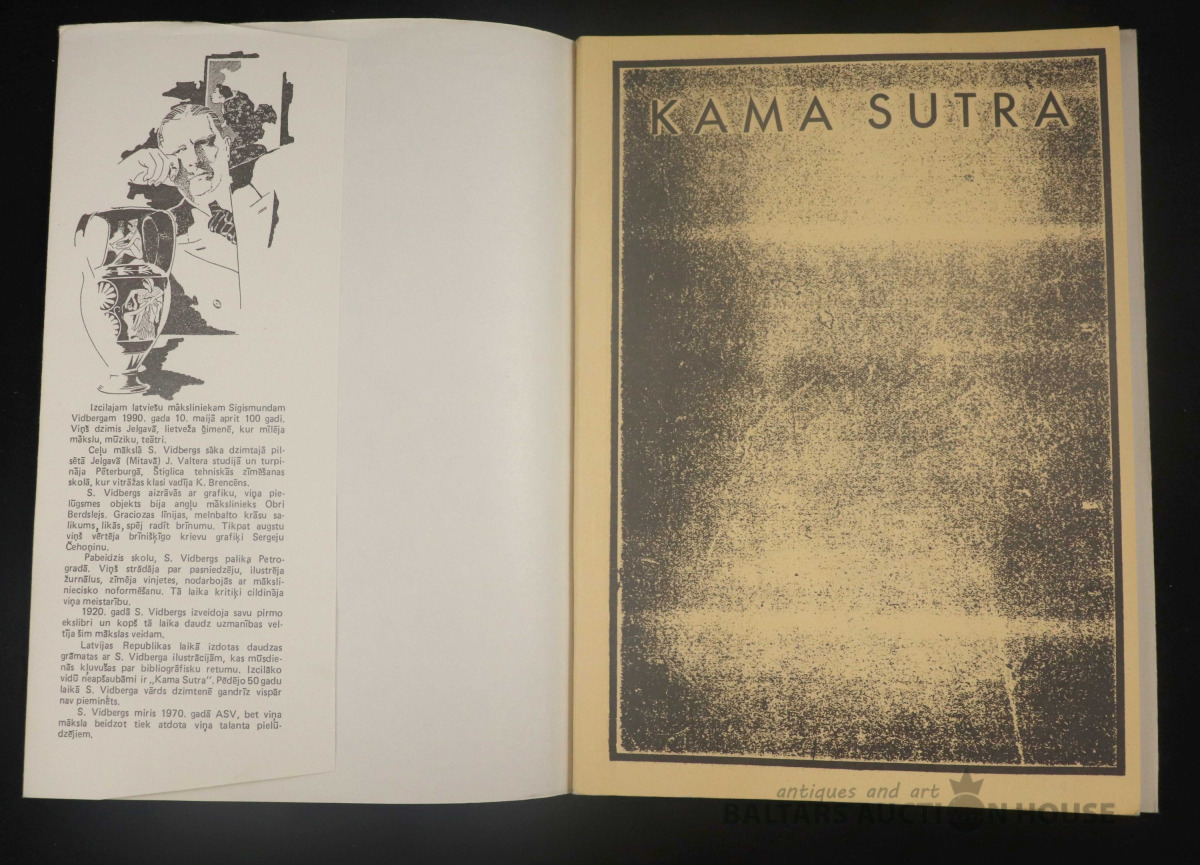 Izcilajam latviešu māksliniekam Sigismundam
Vidbergam 1990. gada 10. maijā aprit 100 gadi.
Viņš dzimis Jelgavā, lietveža ģimenē, kur mīlēja
mākslu, mūziku, teātri.
Ceļu mākslā S. Vidbergs sāka dzimtajā pil-
sētā Jelgavā (Mitavā) J. Valtera studijā un turpi-
nāja Pēterburgā, Štiglica tehniskās zīmēšanas
skolā, kur vitrāžas klasi vadīja K. Brencēns.
S. Vidbergs aizrāvās ar grafiku, viņa pie-
lūgsmes objekts bija angļu mākslinieks Obri
Berdslejs. Graciozas līnijas, melnbalto krāsu sa-
likums, likās, spēj radīt brīnumu. Tikpat augstu
viņš vērtēja brīnišķīgo krievu grafiķi Sergeju
Čehoņinu.
Pabeidzis skolu, S. Vidbergs palika Petro-
gradā. Viņš strādāja par pasniedzēju, ilustrēja
žurnālus, zīmēja vinjetes, nodarbojās ar māksli-
niecisko noformēšanu. Tā laika kritiķi cildināja
viņa meistarību.
1920. gadā S. Vidbergs izveidoja savu pirmo
ekslibri un kopš tā laika daudz uzmanības vel-
tīja šim mākslas veidam.
Latvijas Republikas laikā izdotas daudzas
grāmatas ar S. Vidberga ilustrācijām, kas mūsdie-
nās kļuvušas par bibliogrāfisku retumu. Izcilāko
vidū neapšaubāmi ir „Kama Sutra". Pēdējo 50 gadu
laikā S. Vidberga vārds dzimtenē gandrīz vispār
nav pieminēts.
S. Vidbergs miris 1970. gadā ASV, bet viņa
māksla beidzot tiek atdota viņa talanta pielū-
dzējiem.
KAMA SUTRA
antiques and art
BALTARS AUCTION HOUSE